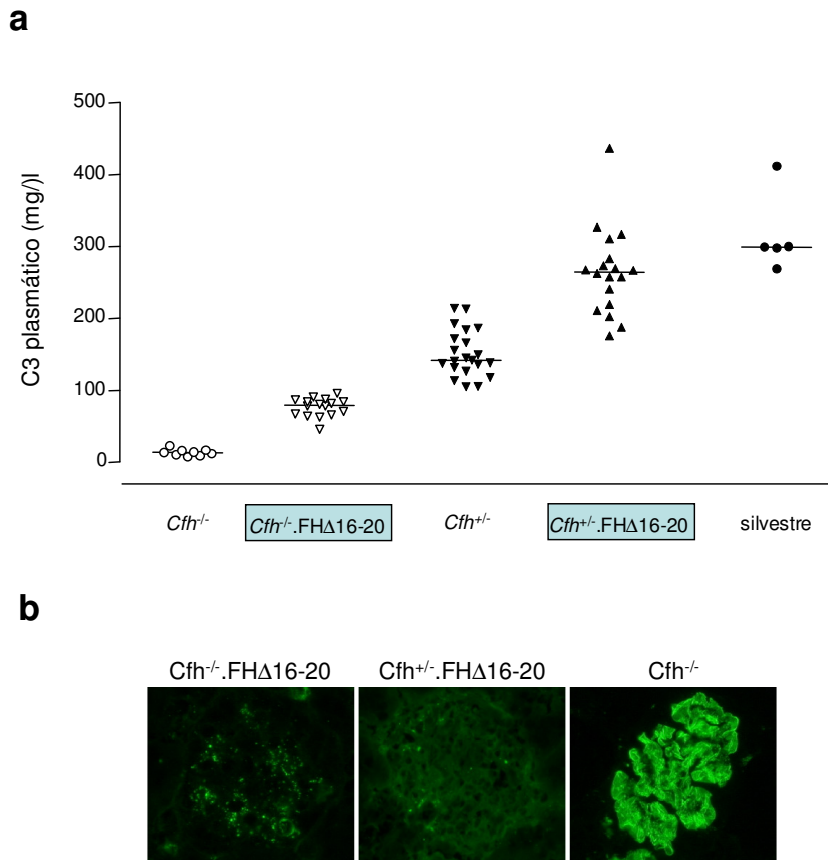 a
C3 plasmático (mg/)l
500
400
300
200
100
0
Cfh-/-
Cfh-/-.FHΔ16-20
Cfh+/-
Cfh+/-.FHΔ16-20
silvestre
b
Cfh-/-.FHΔ16-20
Cfh+/-.FHΔ16-20
Cfh-/-